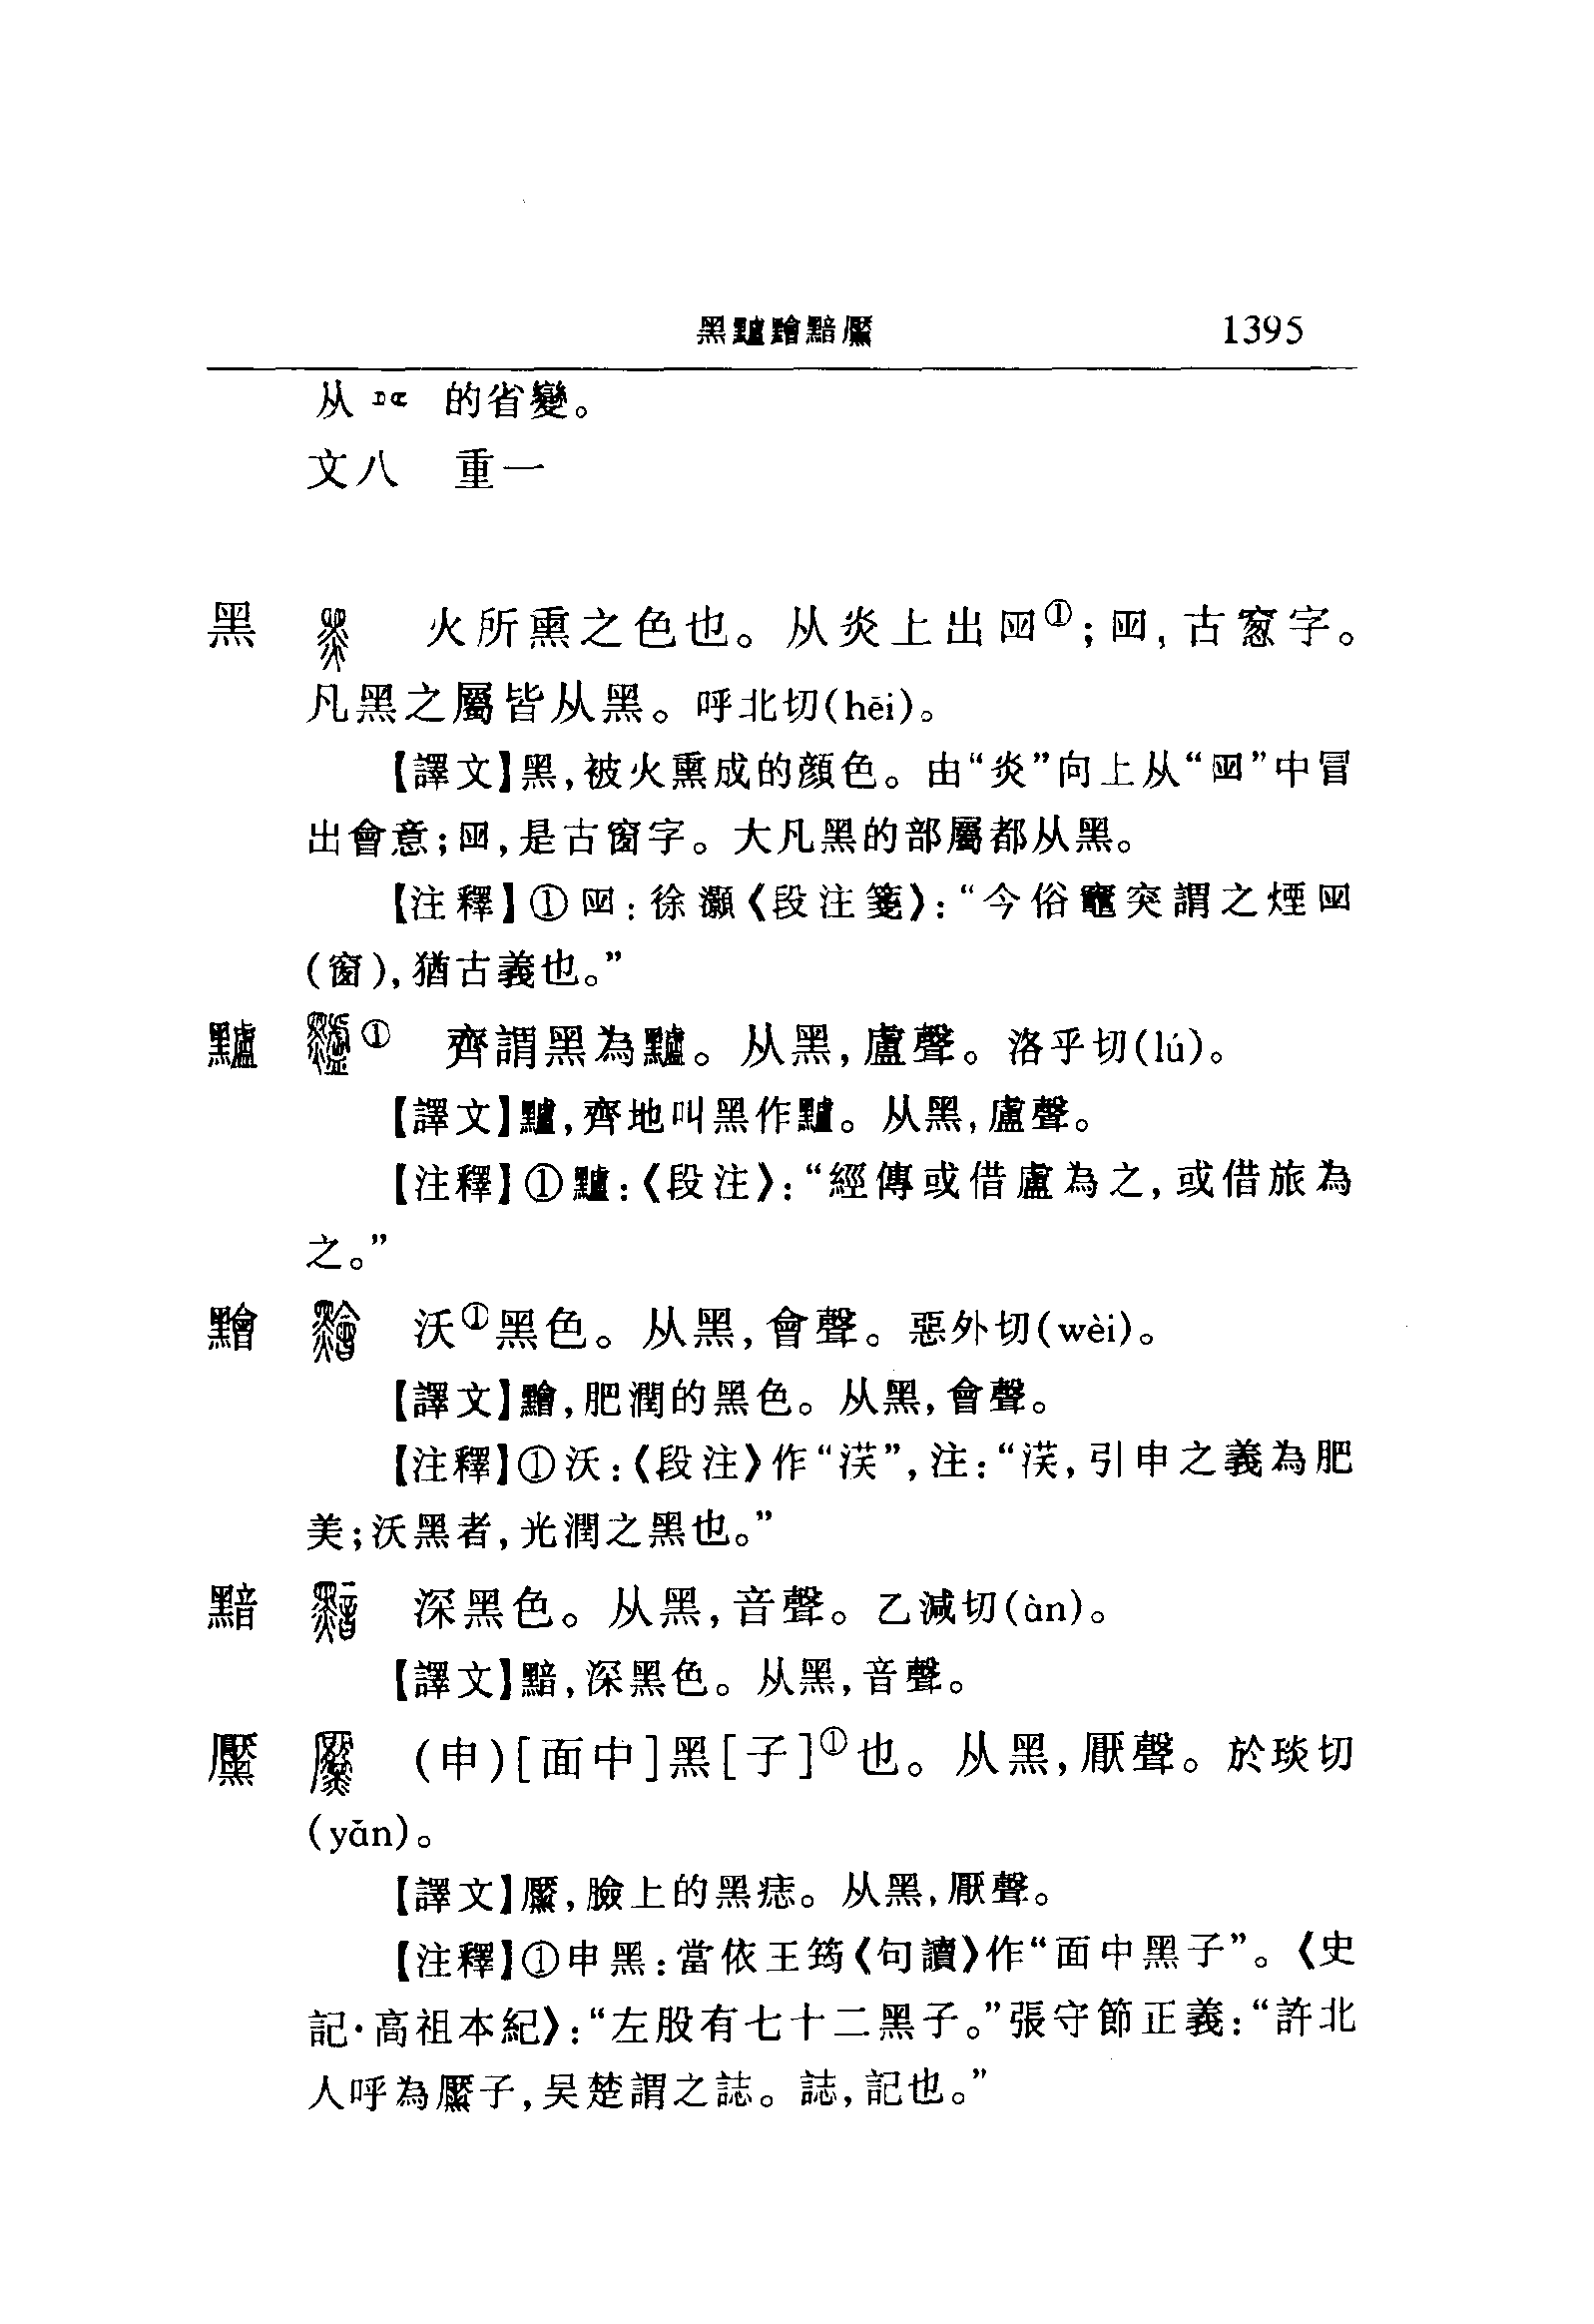 黑黸黵黯黶 1395
从 的省變。
文八 重一
黑 火所熏之色也。从炎上出囪①;囪,古窻字。
凡黑之屬皆从黑。呼北切(hēi)。
【譯文】黑,被火熏成的顔色。由“炎”向上从“囪”中冒
出會意;囪,是古窗字。大凡黑的部屬都从黑。
【注釋】①囪:徐灝《段注箋》:“今俗竈突謂之煙囪
(窗),猶古義也。”
黸 ① 齊謂黑為黸。从黑,盧聲。洛乎切(lú)。
【譯文】黸,齊地叫黑作黸。从黑,盧聲。
【注釋】①黸:《段注》:“經傳或借盧為之,或借旅為
之。”
䵳 沃①黑色。从黑,會聲。惡外切(wèi)。
【譯文】䵳,肥潤的黑色。从黑,會聲。
【注釋】①沃:《段注》作“渶”,注:“渶,引申之義為肥
美;沃黑者,光潤之黑也。”
黯 深黑色。从黑,音聲。乙減切(àn)。
【譯文】黯,深黑色。从黑,音聲。
黶 (申)[面中]黑[子]①也。从黑,厭聲。於琰切
(yǎn)。
【譯文】黶,臉上的黑痣。从黑,厭聲。
【注釋】①申黑:當依王筠《句讀》作“面中黑子”。《史
記·高祖本紀》:“左股有七十二黑子。”張守節正義:“許北
人呼為黶子,吴楚謂之誌。誌,記也。”